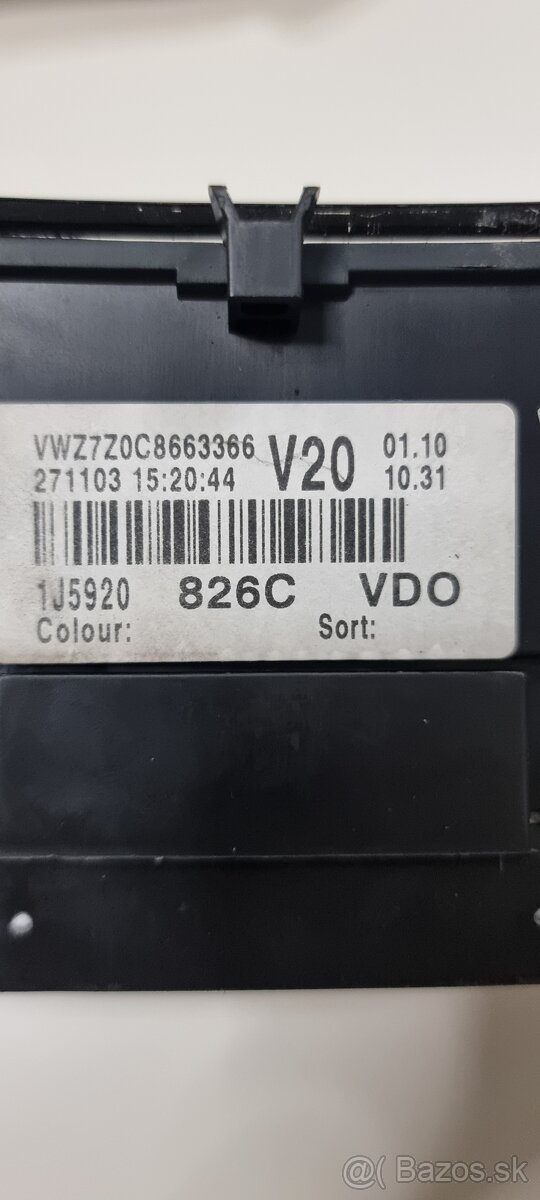 VWZ7Z0C8663366 V20 01.10
271103 15:20:44 10.31
1J5920 826C VDO
Colour: Sort:
@( Bazos.sk